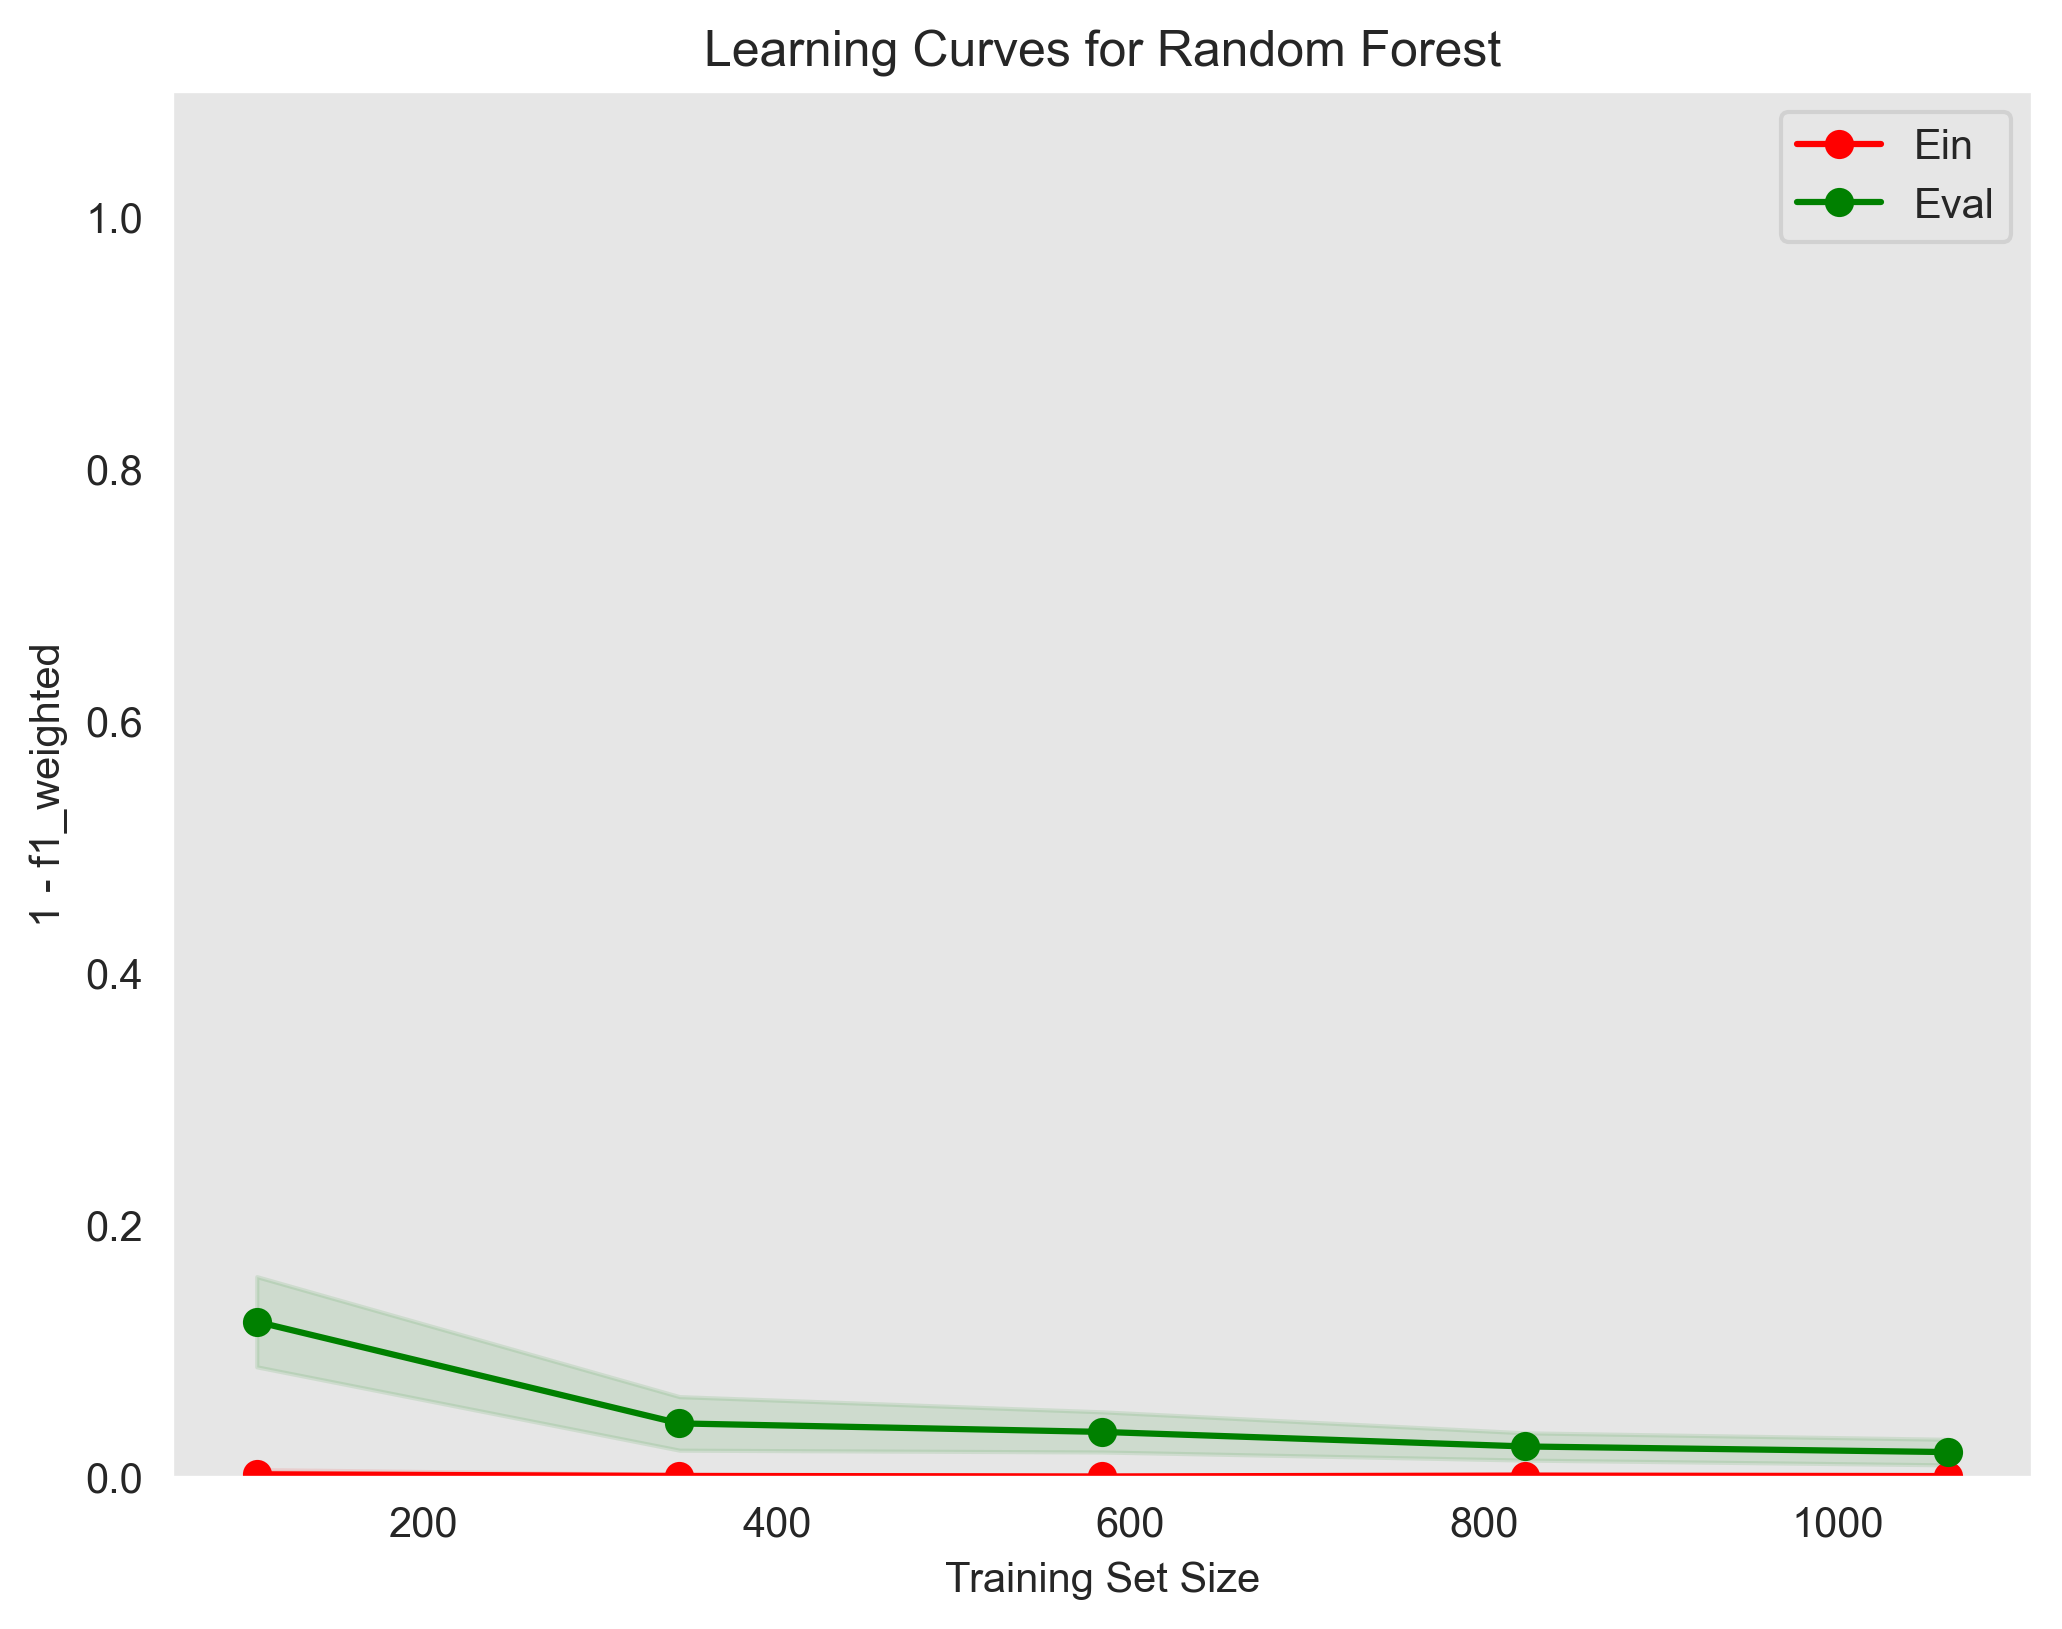 Learning Curves for Random Forest
Ein
Eval
1.0
0.8
0.6
0.4
0.2
0.0
1 - f1_weighted
200 400 600 800 1000
Training Set Size